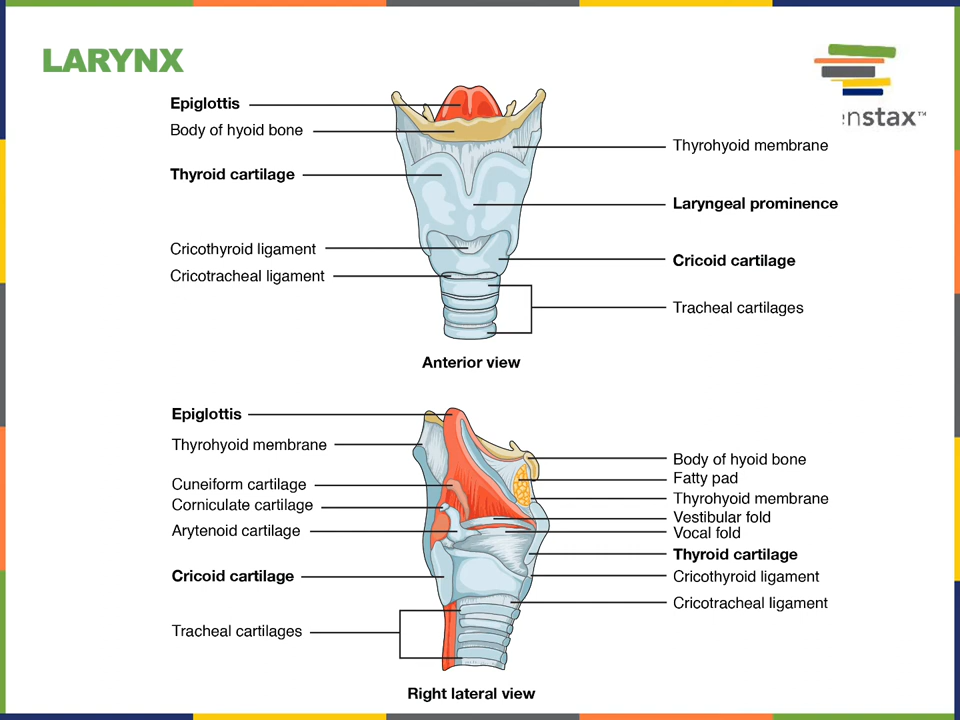 LARYNX
enstax™
Epiglottis
Body of hyoid bone
Thyroid cartilage
Cricothyroid ligament
Cricotracheal ligament
Thyrohyoid membrane
Laryngeal prominence
Cricoid cartilage
Tracheal cartilages
Anterior view
Epiglottis
Thyrohyoid membrane
Cuneiform cartilage
Corniculate cartilage
Arytenoid cartilage
Cricoid cartilage
Tracheal cartilages
Body of hyoid bone
Fatty pad
Thyrohyoid membrane
Vestibular fold
Vocal fold
Thyroid cartilage
Cricothyroid ligament
Cricotracheal ligament
Right lateral view